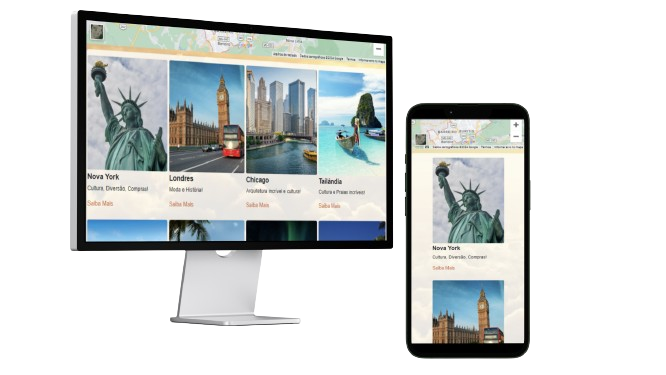 Nova York
Cultura, Diversão, Compras!
Saiba Mais
Londres
Moda e História!
Saiba Mais
Chicago
Arquitetura incrível e cultura!
Saiba Mais
Tailândia
Cultura e Praias incríveis!
Saiba Mais
Nova York
Cultura, Diversão, Compras!
Saiba Mais